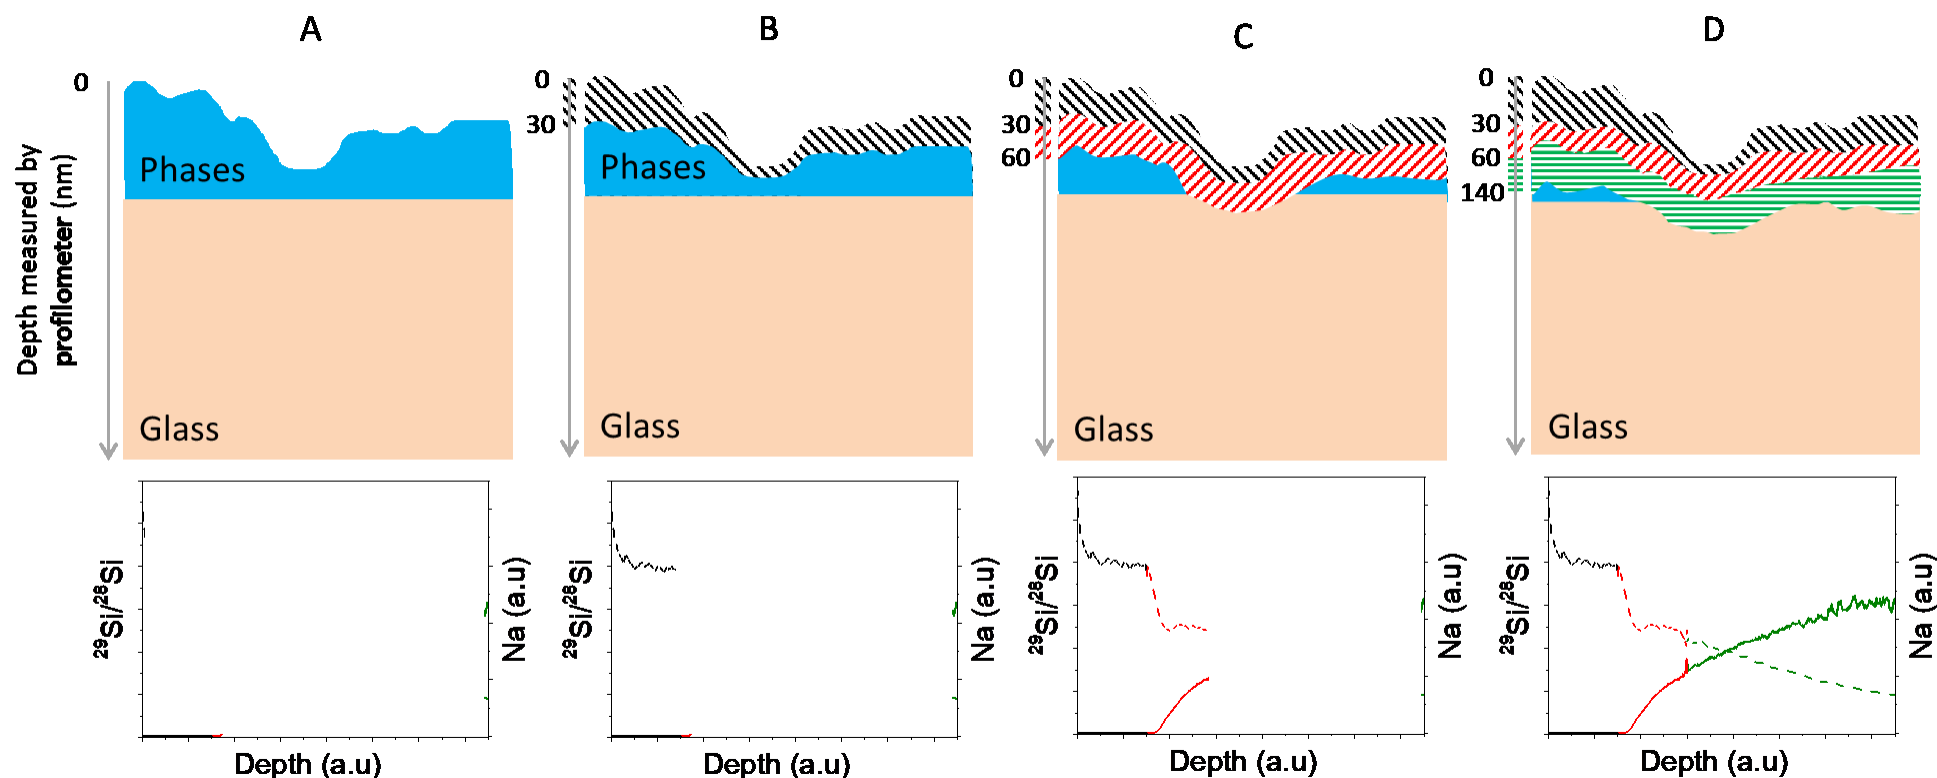 A
B
C
D
0
0
30
0
30
60
0
30
60
140
Depth measured by
profilometer (nm)
Phases
Phases
Glass
Glass
Glass
Glass
²⁹Si/²⁸Si
Na (a.u)
²⁹Si/²⁸Si
Na (a.u)
²⁹Si/²⁸Si
Na (a.u)
²⁹Si/²⁸Si
Na (a.u)
Depth (a.u)
Depth (a.u)
Depth (a.u)
Depth (a.u)